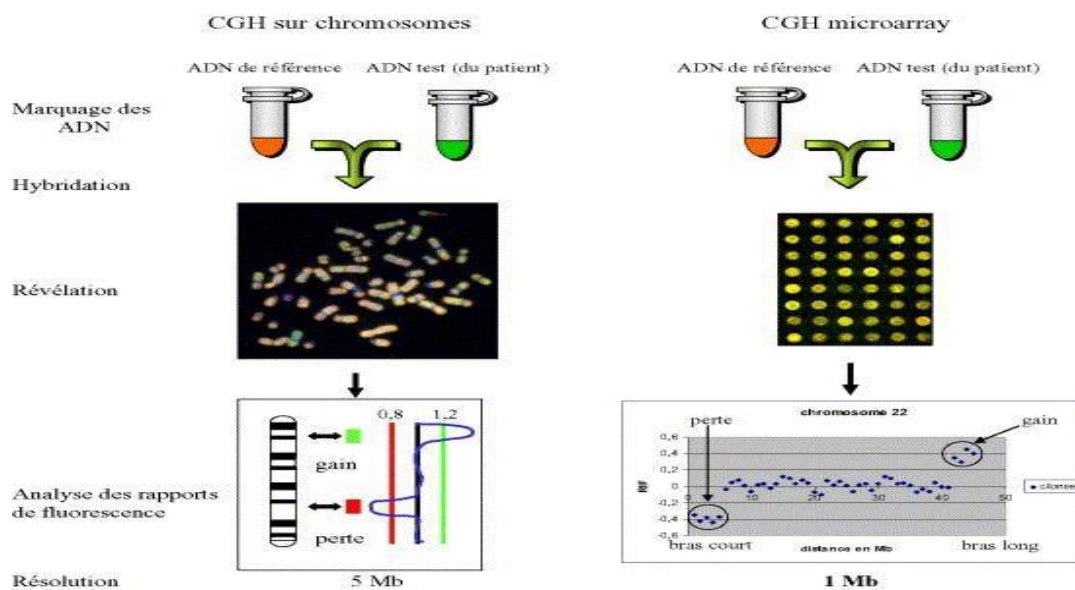 CGH sur chromosomes
CGH microarray
ADN de référence
ADN test (du patient)
ADN de référence
ADN test (du patient)
Marquage des
ADN
Hybridation
Révélation
Analyse des rapports
de fluorescence
0,8
1,2
gain
perte
chromosome 22
perte
gain
0,6
0,4
0,2
0
-0,2
-0,4
-0,6
0
10
20
30
40
50
bras court
distance en Mb
bras long
Résolution
5 Mb
1 Mb